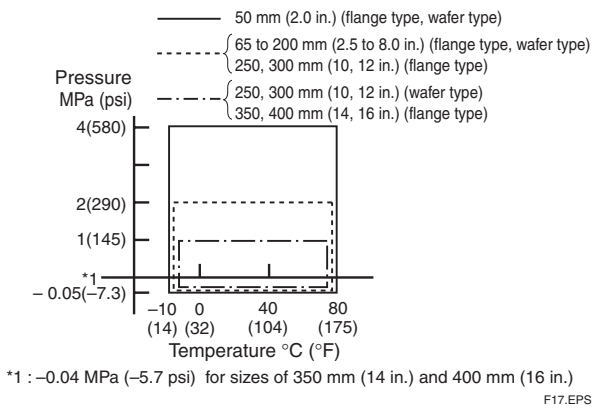 50 mm (2.0 in.) (flange type, wafer type)
65 to 200 mm (2.5 to 8.0 in.) (flange type, wafer type)
250, 300 mm (10, 12 in.) (flange type)
250, 300 mm (10, 12 in.) (wafer type)
350, 400 mm (14, 16 in.) (flange type)
Pressure
MPa (psi)
4(580)
2(290)
1(145)
*1
– 0.05(–7.3)
–10 0 40 80
(14) (32) (104) (175)
Temperature °C (°F)
*1 : –0.04 MPa (–5.7 psi) for sizes of 350 mm (14 in.) and 400 mm (16 in.)
F17.EPS